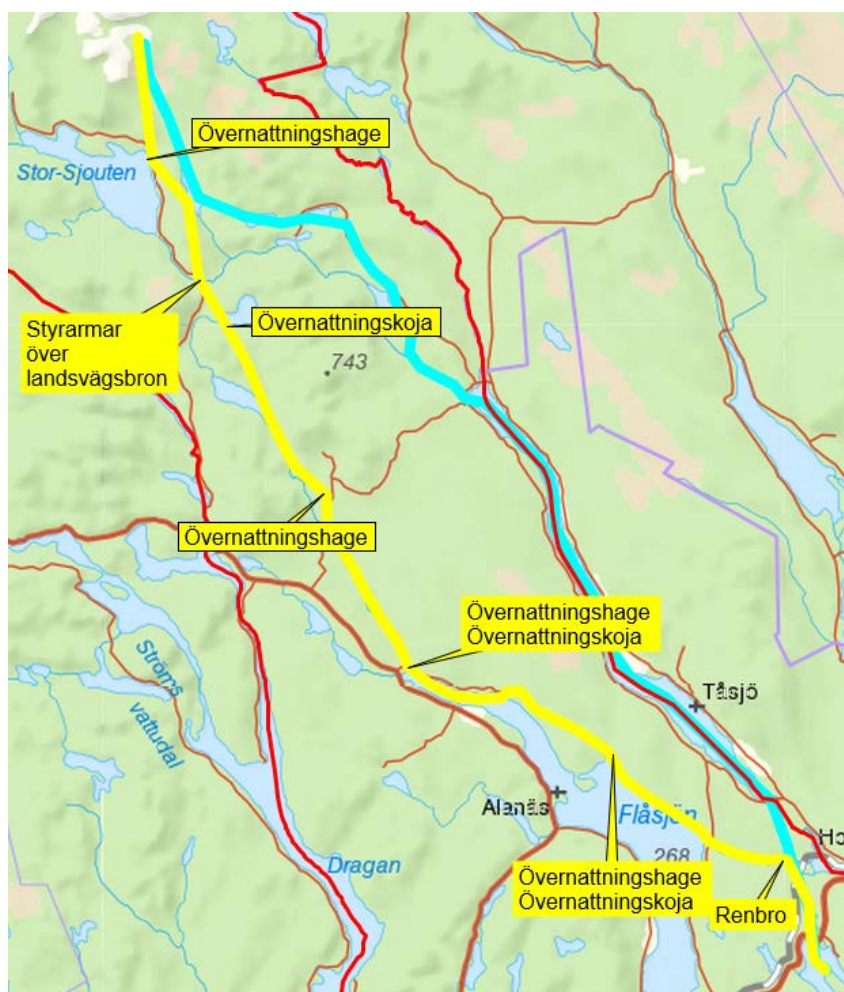 Övernattningshage
Stor-Sjouten
Styrarmar
över
landsvägsbron
Övernattningskoja
743
Övernattningshage
Övernattningshage
Övernattningskoja
Ströms
vattudal
Tåsjö
Alanäs
Flåsjön
268
Ho
Dragan
Övernattningshage
Övernattningskoja
Renbro